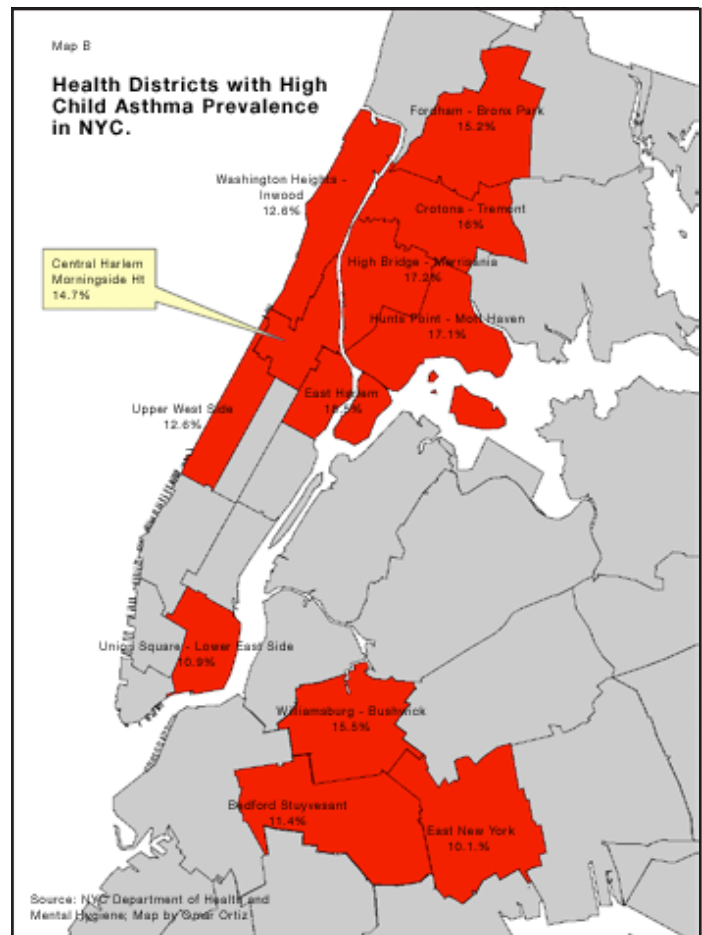 Map B
Health Districts with High
Child Asthma Prevalence
in NYC.
Fordham - Bronx Park
15.2%
Washington Heights -
Inwood
12.6%
Crotona - Tremont
16%
Central Harlem
Morningside Ht
14.7%
High Bridge - Morrisania
17.2%
Hunts Point - Mott Haven
17.1%
East Harlem
Upper West Side
12.6%
Union Square - Lower East Side
10.9%
Williamsburg - Bushwick
15.5%
Bedford Stuyvesant
11.4%
East New York
10.1.%
Source: NYC Department of Health and
Mental Hygiene; Map by Omar Ortiz